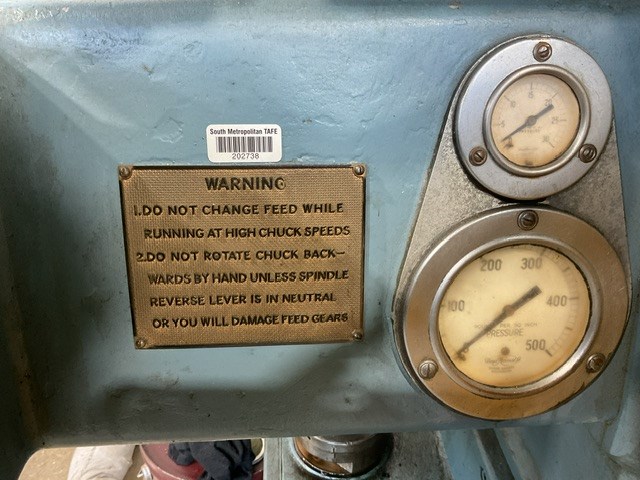 South Metropolitan TAFE
202738
WARNING
1.DO NOT CHANGE FEED WHILE
RUNNING AT HIGH CHUCK SPEEDS
2.DO NOT ROTATE CHUCK BACK-
WARDS BY HAND UNLESS SPINDLE
REVERSE LEVER IS IN NEUTRAL
OR YOU WILL DAMAGE FEED GEARS
200 300
100 400
PRESSURE
500